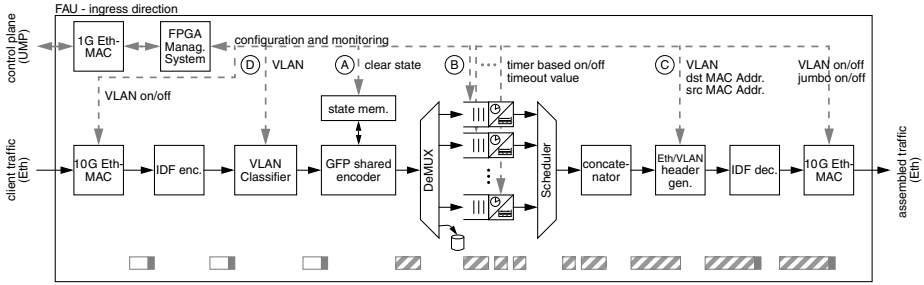 FAU - ingress direction
control plane
(UMP)
1G Eth-
MAC
FPGA
Manag.
System
configuration and monitoring
D
VLAN
A
clear state
B
timer based on/off
timeout value
C
VLAN
dst MAC Addr.
src MAC Addr.
VLAN on/off
jumbo on/off
VLAN on/off
state mem.
client traffic
(Eth)
10G Eth-
MAC
IDF enc.
VLAN
Classifier
GFP shared
encoder
DeMUX
Scheduler
concate-
nator
Eth/VLAN
header
gen.
IDF dec.
10G Eth-
MAC
assembled traffic
(Eth)